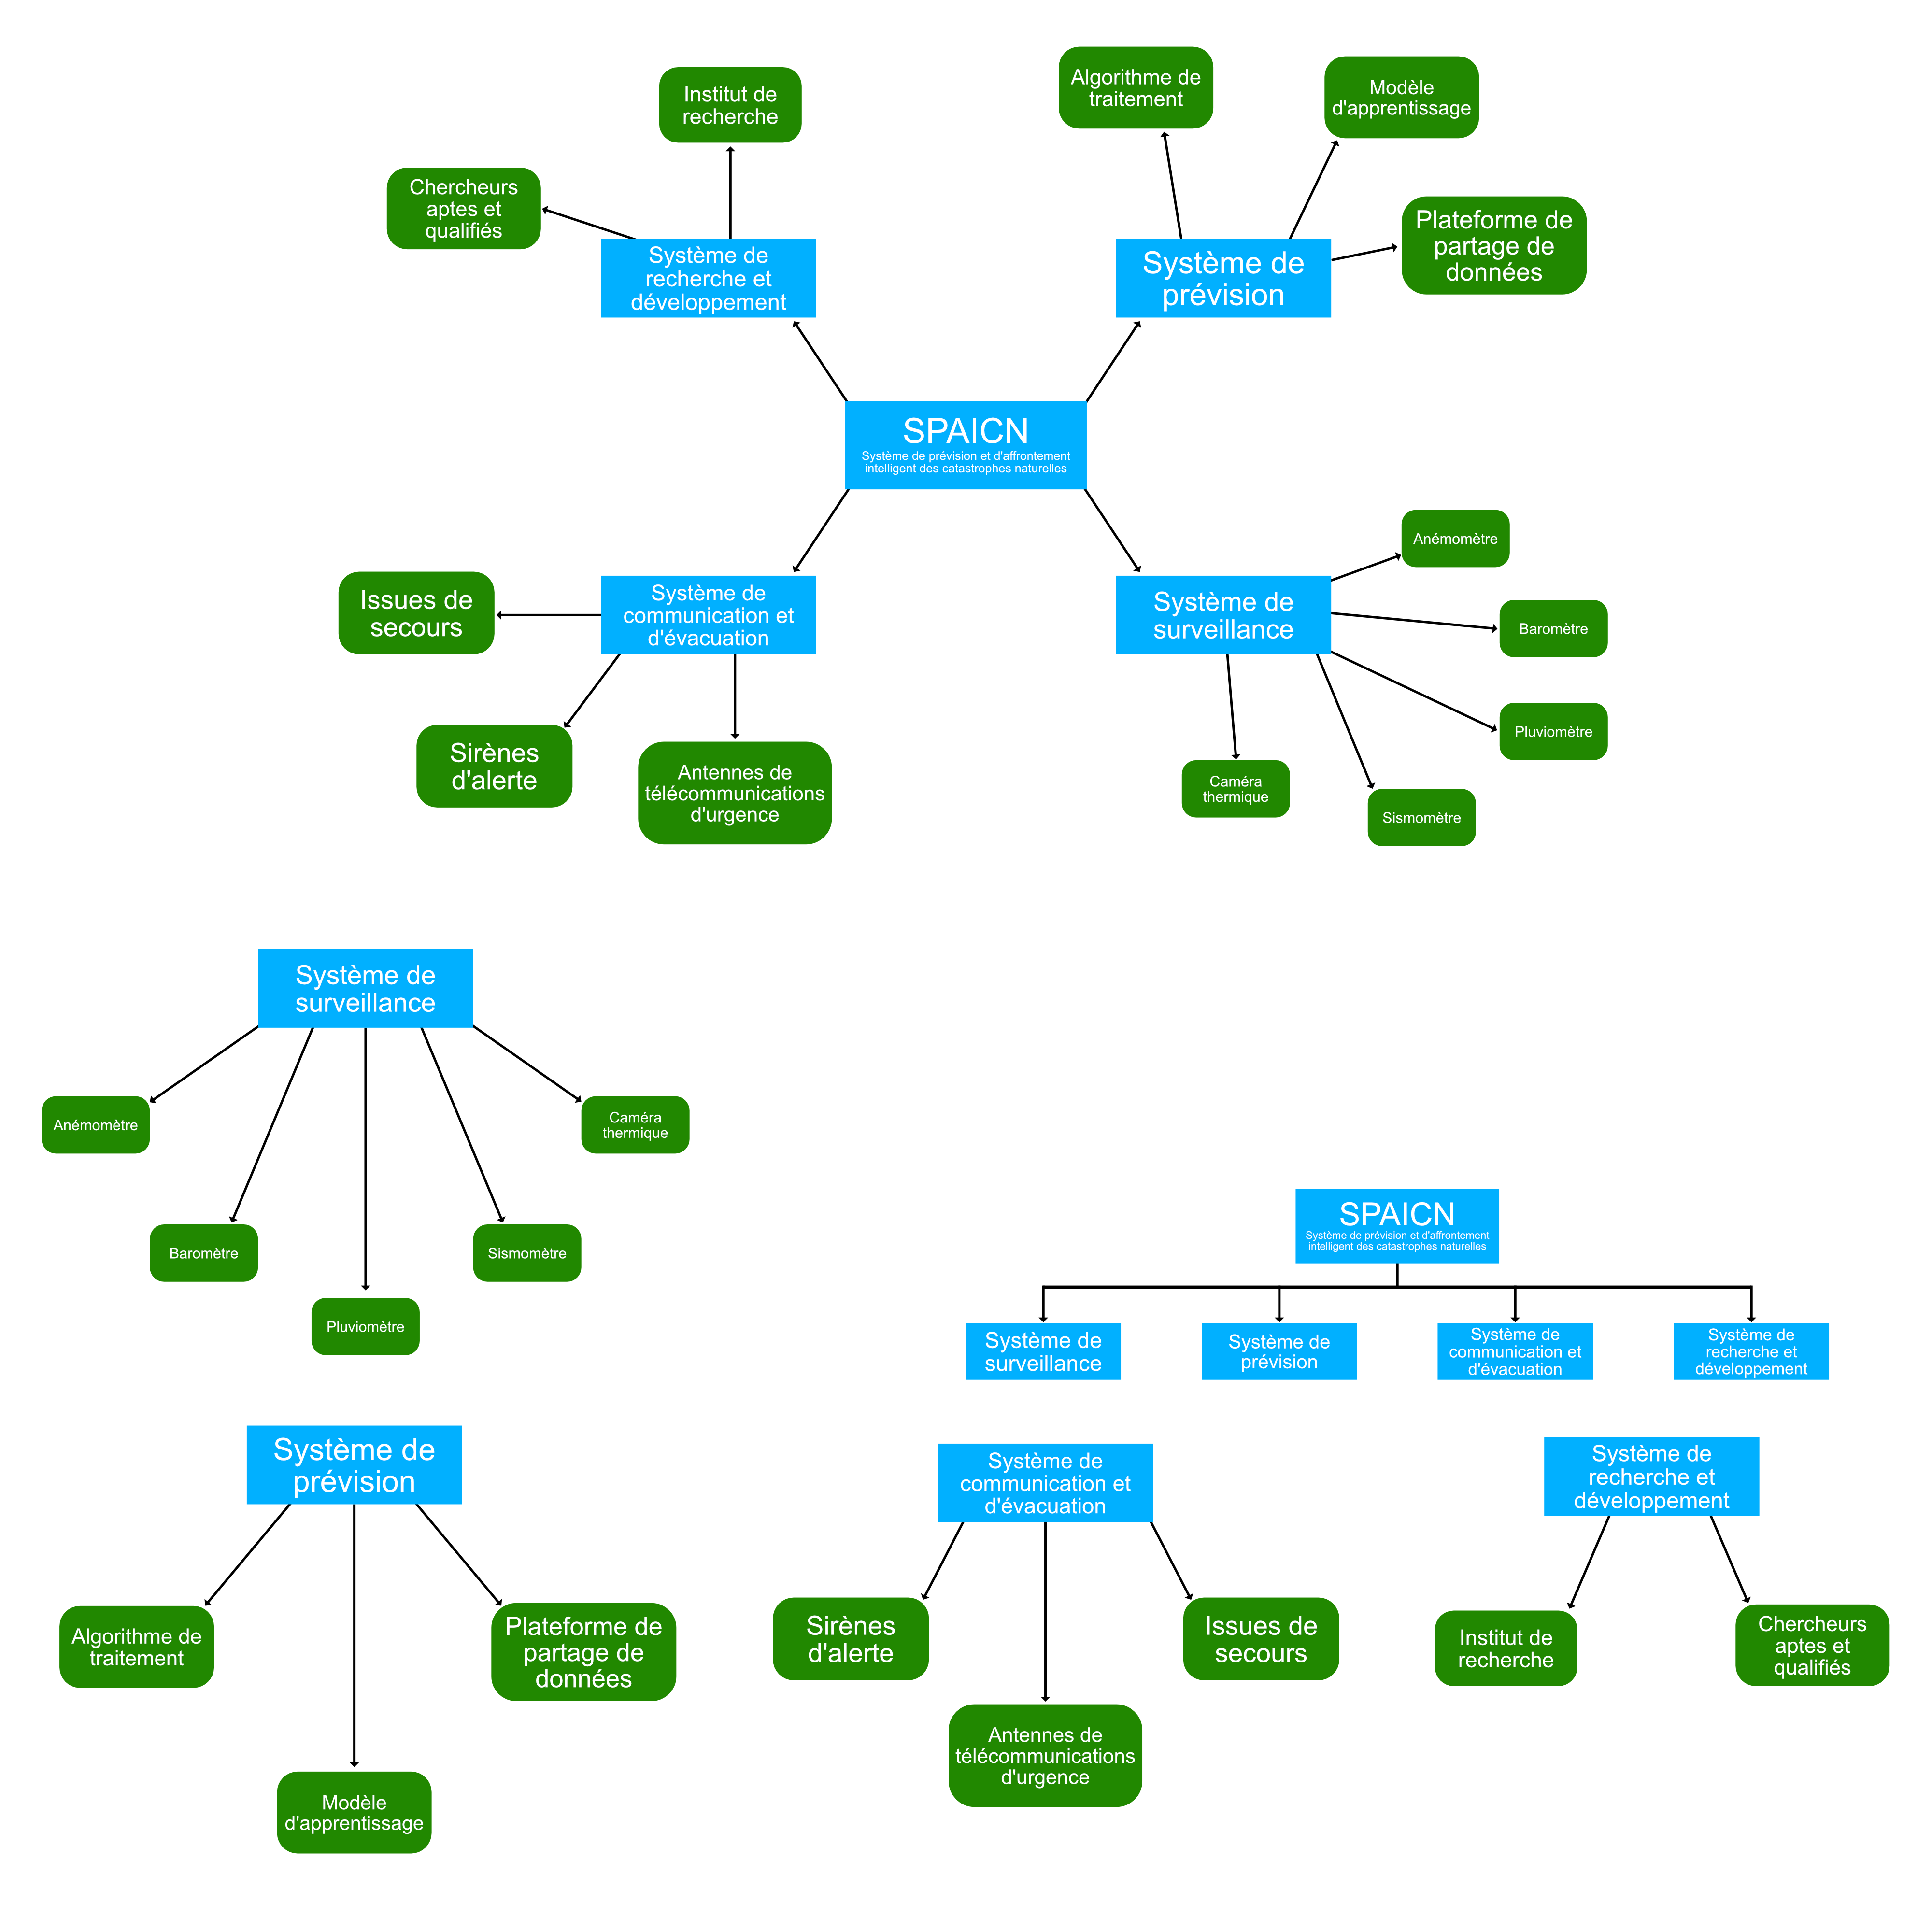 Institut de
recherche
Algorithme de
traitement
Modèle
d'apprentissage
Chercheurs
aptes et
qualifiés
Plateforme de
partage de
données
Système de
recherche et
développement
Système de
prévision
SPAICN
Système de prévision et d'affrontement
intelligent des catastrophes naturelles
Anémomètre
Issues de
secours
Système de
communication et
d'évacuation
Système de
surveillance
Baromètre
Pluviomètre
Sirènes
d'alerte
Antennes de
télécommunications
d'urgence
Caméra
thermique
Sismomètre
Système de
surveillance
Anémomètre
Caméra
thermique
Baromètre
Sismomètre
Pluviomètre
SPAICN
Système de prévision et d'affrontement
intelligent des catastrophes naturelles
Système de
surveillance
Système de
prévision
Système de
communication et
d'évacuation
Système de
recherche et
développement
Système de
prévision
Algorithme de
traitement
Plateforme de
partage de
données
Modèle
d'apprentissage
Système de
communication et
d'évacuation
Sirènes
d'alerte
Issues de
secours
Antennes de
télécommunications
d'urgence
Système de
recherche et
développement
Institut de
recherche
Chercheurs
aptes et
qualifiés